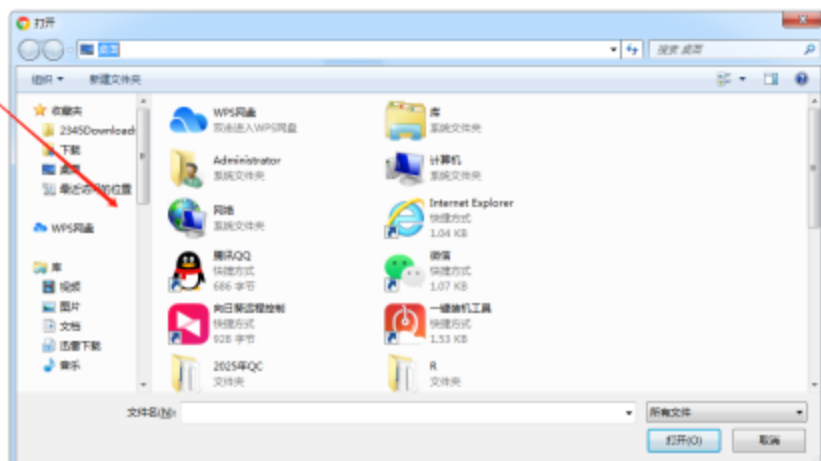 打开
桌面
搜索 桌面
组织
新建文件夹
收藏夹
2345Download
下载
桌面
最近访问的位置
WPS网盘
库
视频
图片
文档
迅雷下载
音乐
WPS网盘
双击进入WPS网盘
库
系统文件夹
Administrator
系统文件夹
计算机
系统文件夹
网络
系统文件夹
Internet Explorer
快捷方式
1.04 KB
腾讯QQ
快捷方式
686 字节
微信
快捷方式
1.07 KB
向日葵远程控制
快捷方式
928 字节
一键装机工具
快捷方式
1.53 KB
2025年QC
文件夹
R
文件夹
文件名(N):
所有文件
打开(O)
取消